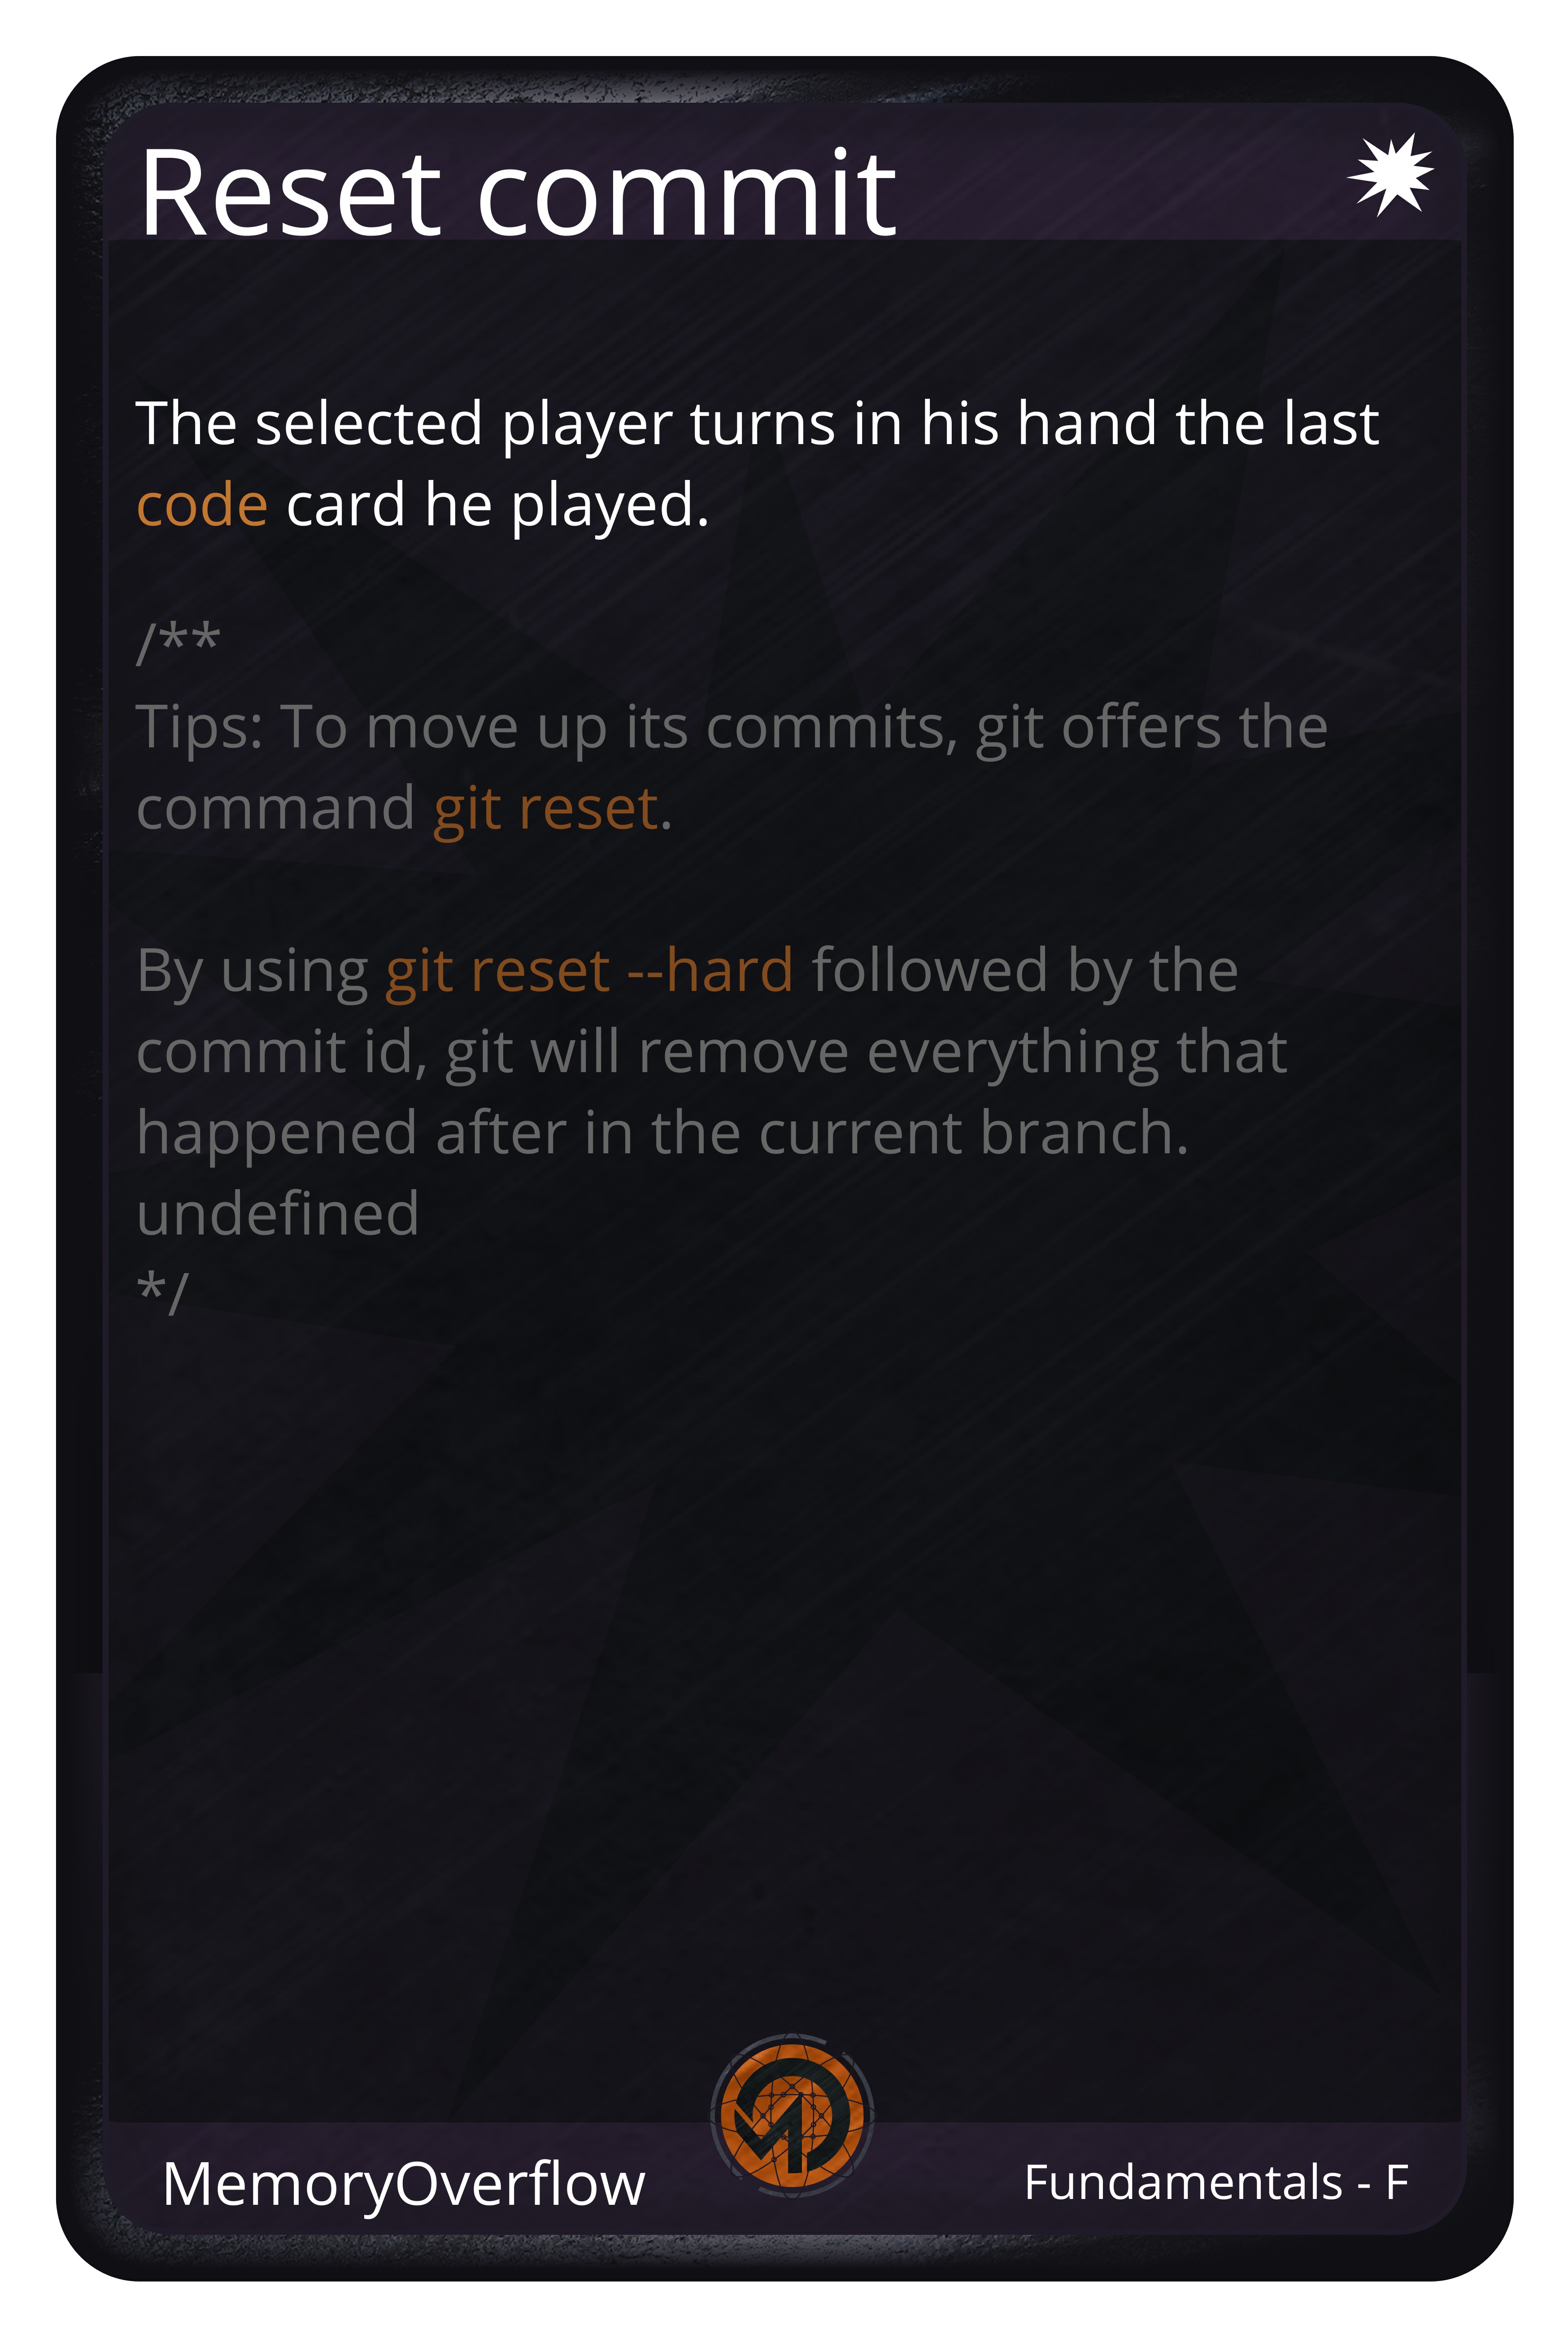 Reset commit
The selected player turns in his hand the last
code card he played.
/**
Tips: To move up its commits, git offers the
command git reset.
By using git reset --hard followed by the
commit id, git will remove everything that
happened after in the current branch.
undefined
*/
MemoryOverflow
Fundamentals - F